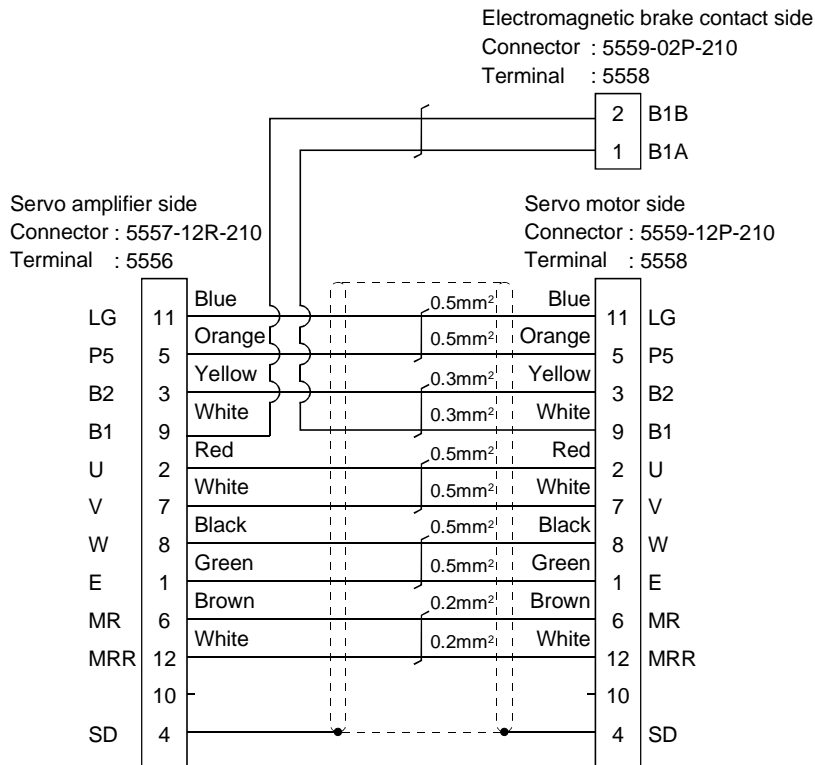 Electromagnetic brake contact side
Connector : 5559-02P-210
Terminal : 5558
2 B1B
1 B1A
Servo amplifier side
Connector : 5557-12R-210
Terminal : 5556
Servo motor side
Connector : 5559-12P-210
Terminal : 5558
LG 11 Blue 0.5mm² Blue 11 LG
P5 5 Orange 0.5mm² Orange 5 P5
B2 3 Yellow 0.3mm² Yellow 3 B2
B1 9 White 0.3mm² White 9 B1
U 2 Red 0.5mm² Red 2 U
V 7 White 0.5mm² White 7 V
W 8 Black 0.5mm² Black 8 W
E 1 Green 0.5mm² Green 1 E
MR 6 Brown 0.2mm² Brown 6 MR
MRR 12 White 0.2mm² White 12 MRR
10 10
SD 4 4 SD